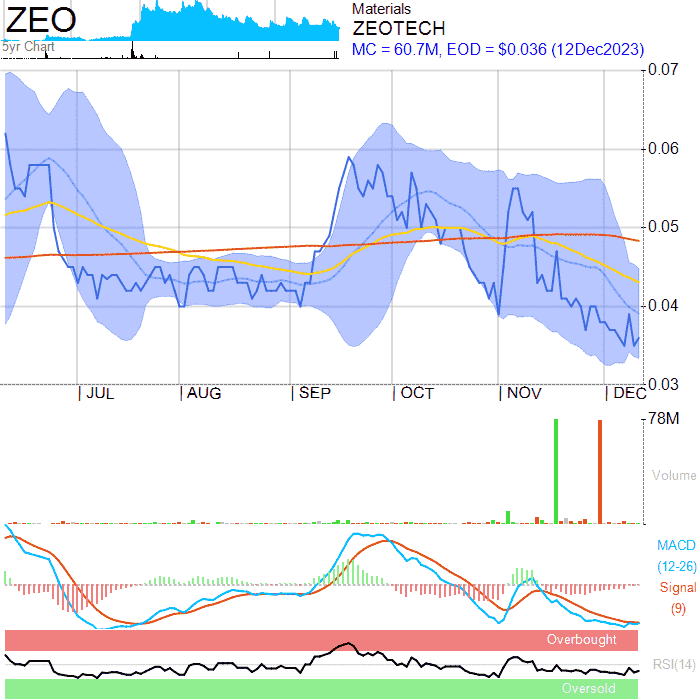 ZEO
5yr Chart
Materials
ZEOTECH
MC = 60.7M, EOD = $0.036 (12Dec2023)
0.07
0.06
0.05
0.04
0.03
| JUL | AUG | SEP | OCT | NOV | DEC
78M
Volume
MACD
(12-26)
Signal
(9)
Overbought
RSI(14)
Oversold